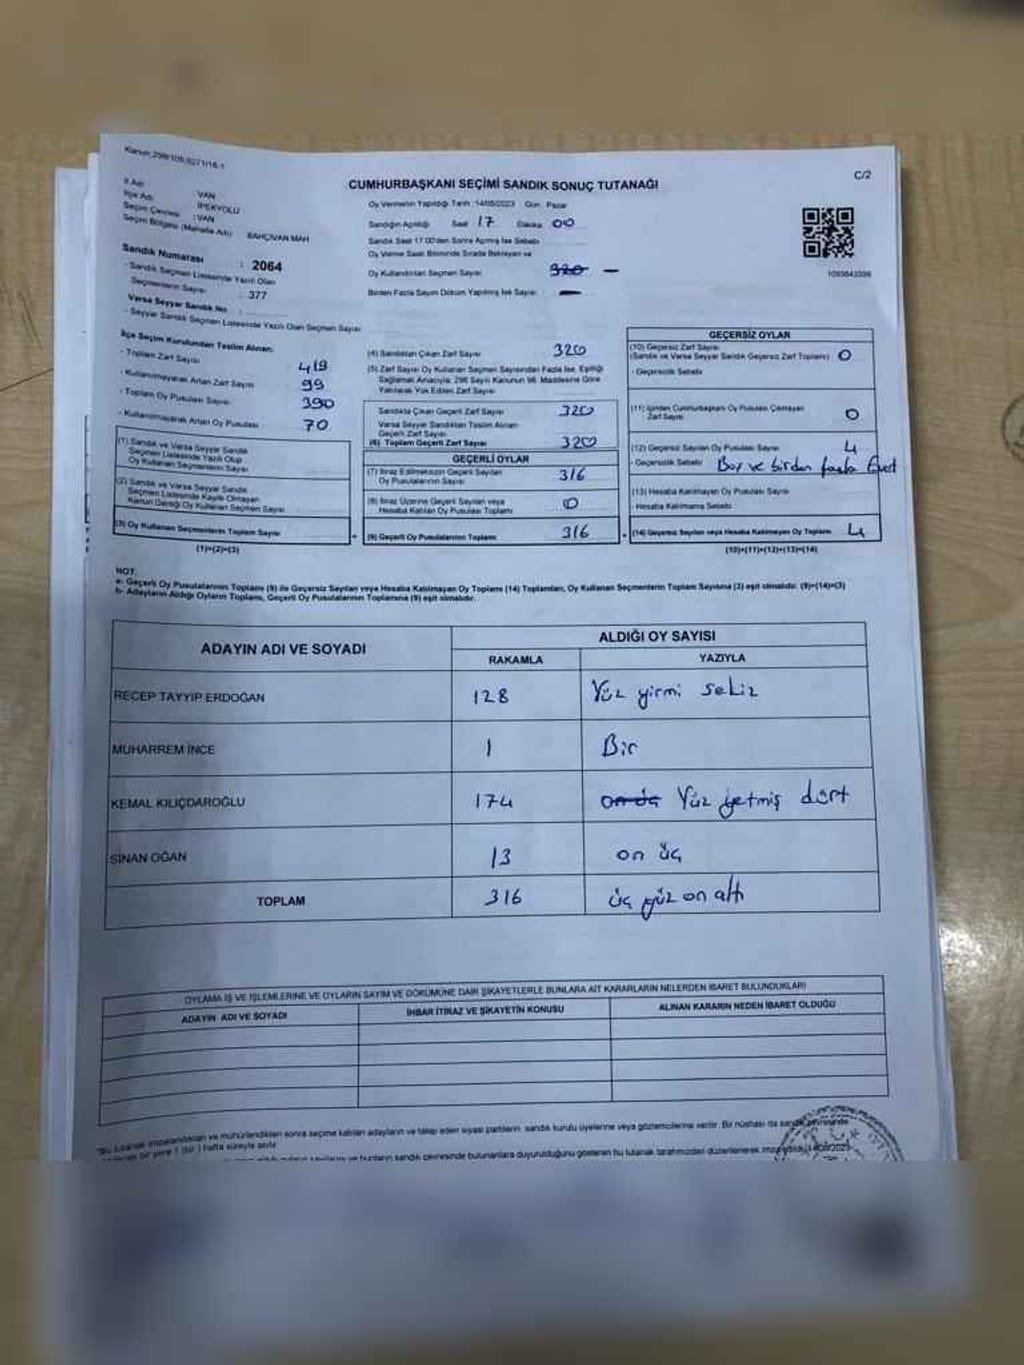 Kanun 298/105,6271/16-1
C/2
CUMHURBAŞKANI SEÇİMİ SANDIK SONUÇ TUTANAĞI
İl Adı : VAN
İlçe Adı : İPEKYOLU
Seçim Çevresi : VAN
Seçim Bölgesi (Mahalle Adı) : BAHÇIVAN MAH
Sandık Numarası : 2064
- Sandık Seçmen Listesinde Yazılı Olan
Seçmenlerin Sayısı : 377
Varsa Seyyar Sandık No :
- Seyyar Sandık Seçmen Listesinde Yazılı Olan Seçmen Sayısı
Oy Vermenin Yapıldığı Tarih :14/05/2023 Gün: Pazar
Sandığın Açıldığı Saat 17 Dakika 00
Sandık Saat 17.00'den Sonra Açılmış İse Sebebi
Oy Verme Saati Bitiminde Sırada Bekleyen ve
Oy Kullandırılan Seçmen Sayısı 320 —
Birden Fazla Sayım Döküm Yapılmış İse Sayısı —
1093843398
İlçe Seçim Kurulundan Teslim Alınan:
- Toplam Zarf Sayısı 419
- Kullanılmayarak Artan Zarf Sayısı 99
- Toplam Oy Pusulası Sayısı 390
- Kullanılmayarak Artan Oy Pusulası 70
(1) Sandık ve Varsa Seyyar Sandık
Seçmen Listesinde Yazılı Olup
Oy Kullanan Seçmenlerin Sayısı
(2) Sandık ve Varsa Seyyar Sandık
Seçmen Listesinde Kayıtlı Olmayan
Kanun Gereği Oy Kullanan Seçmen Sayısı
(3) Oy Kullanan Seçmenlerin Toplam Sayısı
(1)+(2)=(3)
(4) Sandıktan Çıkan Zarf Sayısı 320
(5) Zarf Sayısı Oy Kullanan Seçmen Sayısından Fazla İse, Eşitliği
Sağlamak Amacıyla; 298 Sayılı Kanunun 98. Maddesine Göre
Yakılarak Yok Edilen Zarf Sayısı
Sandıkta Çıkan Geçerli Zarf Sayısı 320
Varsa Seyyar Sandıktan Teslim Alınan
Geçerli Zarf Sayısı
(6) Toplam Geçerli Zarf Sayısı 320
GEÇERLİ OYLAR
(7) İtiraz Edilmeksizin Geçerli Sayılan
Oy Pusulalarının Sayısı 316
(8) İtiraz Üzerine Geçerli Sayılan veya
Hesaba Katılan Oy Pusulası Toplamı 0
(9) Geçerli Oy Pusulalarının Toplamı 316
GEÇERSİZ OYLAR
(10) Geçersiz Zarf Sayısı
(Sandık ve Varsa Seyyar Sandık Geçersiz Zarf Toplamı) 0
- Geçersizlik Sebebi
(11) İçinden Cumhurbaşkanı Oy Pusulası Çıkmayan
Zarf Sayısı 0
(12) Geçersiz Sayılan Oy Pusulası Sayısı 4
- Geçersizlik Sebebi Boş ve birden fazla Evet
(13) Hesaba Katılmayan Oy Pusulası Sayısı
- Hesaba Katılmama Sebebi
(14) Geçersiz Sayılan veya Hesaba Katılmayan Oy Toplamı 4
(10)+(11)+(12)+(13)=(14)
NOT:
a- Geçerli Oy Pusulalarının Toplamı (9) ile Geçersiz Sayılan veya Hesaba Katılmayan Oy Toplamı (14) Toplamları, Oy Kullanan Seçmenlerin Toplam Sayısına (3) eşit olmalıdır. (9)+(14)=(3)
b- Adayların Aldığı Oyların Toplamı, Geçerli Oy Pusulalarının Toplamına (9) eşit olmalıdır.
ADAYIN ADI VE SOYADI ALDIĞI OY SAYISI
RAKAMLA YAZIYLA
RECEP TAYYİP ERDOĞAN 128 Yüz yirmi sekiz
MUHARREM İNCE 1 Bir
KEMAL KILIÇDAROĞLU 174 Yüz yetmiş dört
SİNAN OĞAN 13 on üç
TOPLAM 316 üç yüz on altı
OYLAMA İŞ VE İŞLEMLERİNE VE OYLARIN SAYIM VE DÖKÜMÜNE DAİR ŞİKAYETLERLE BUNLARA AİT KARARLARIN NELERDEN İBARET BULUNDUKLARI
ADAYIN ADI VE SOYADI İHBAR İTİRAZ VE ŞİKAYETİN KONUSU ALINAN KARARIN NEDEN İBARET OLDUĞU
"Bu tutanak imzalandıktan ve mühürlendikten sonra seçime katılan adayların ve talep eden siyasi partilerin, sandık kurulu üyelerine veya gözlemcilerine verilir. Bir nüshası da sandık çevresinde
bir yere 1 (bir) hafta süreyle asılır.
sandık çevresinde bulunanlara duyurulduğunu gösteren bu tutanak tarafımızdan düzenlenerek